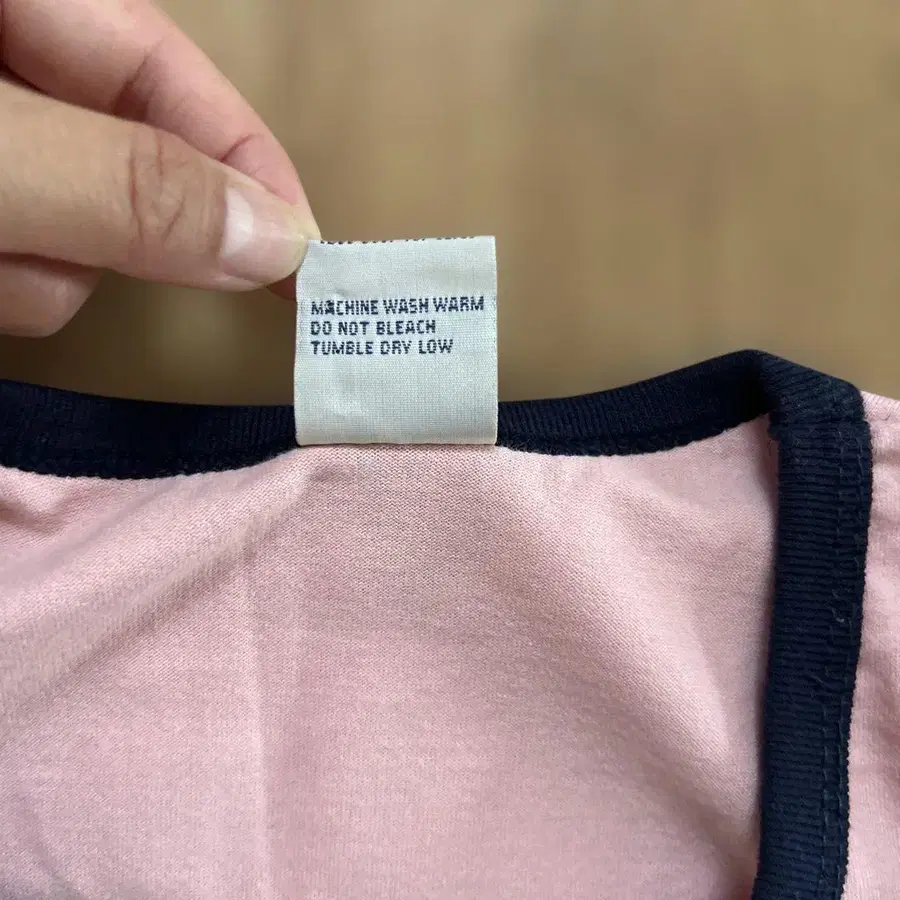 MACHINE WASH WARM
DO NOT BLEACH
TUMBLE DRY LOW